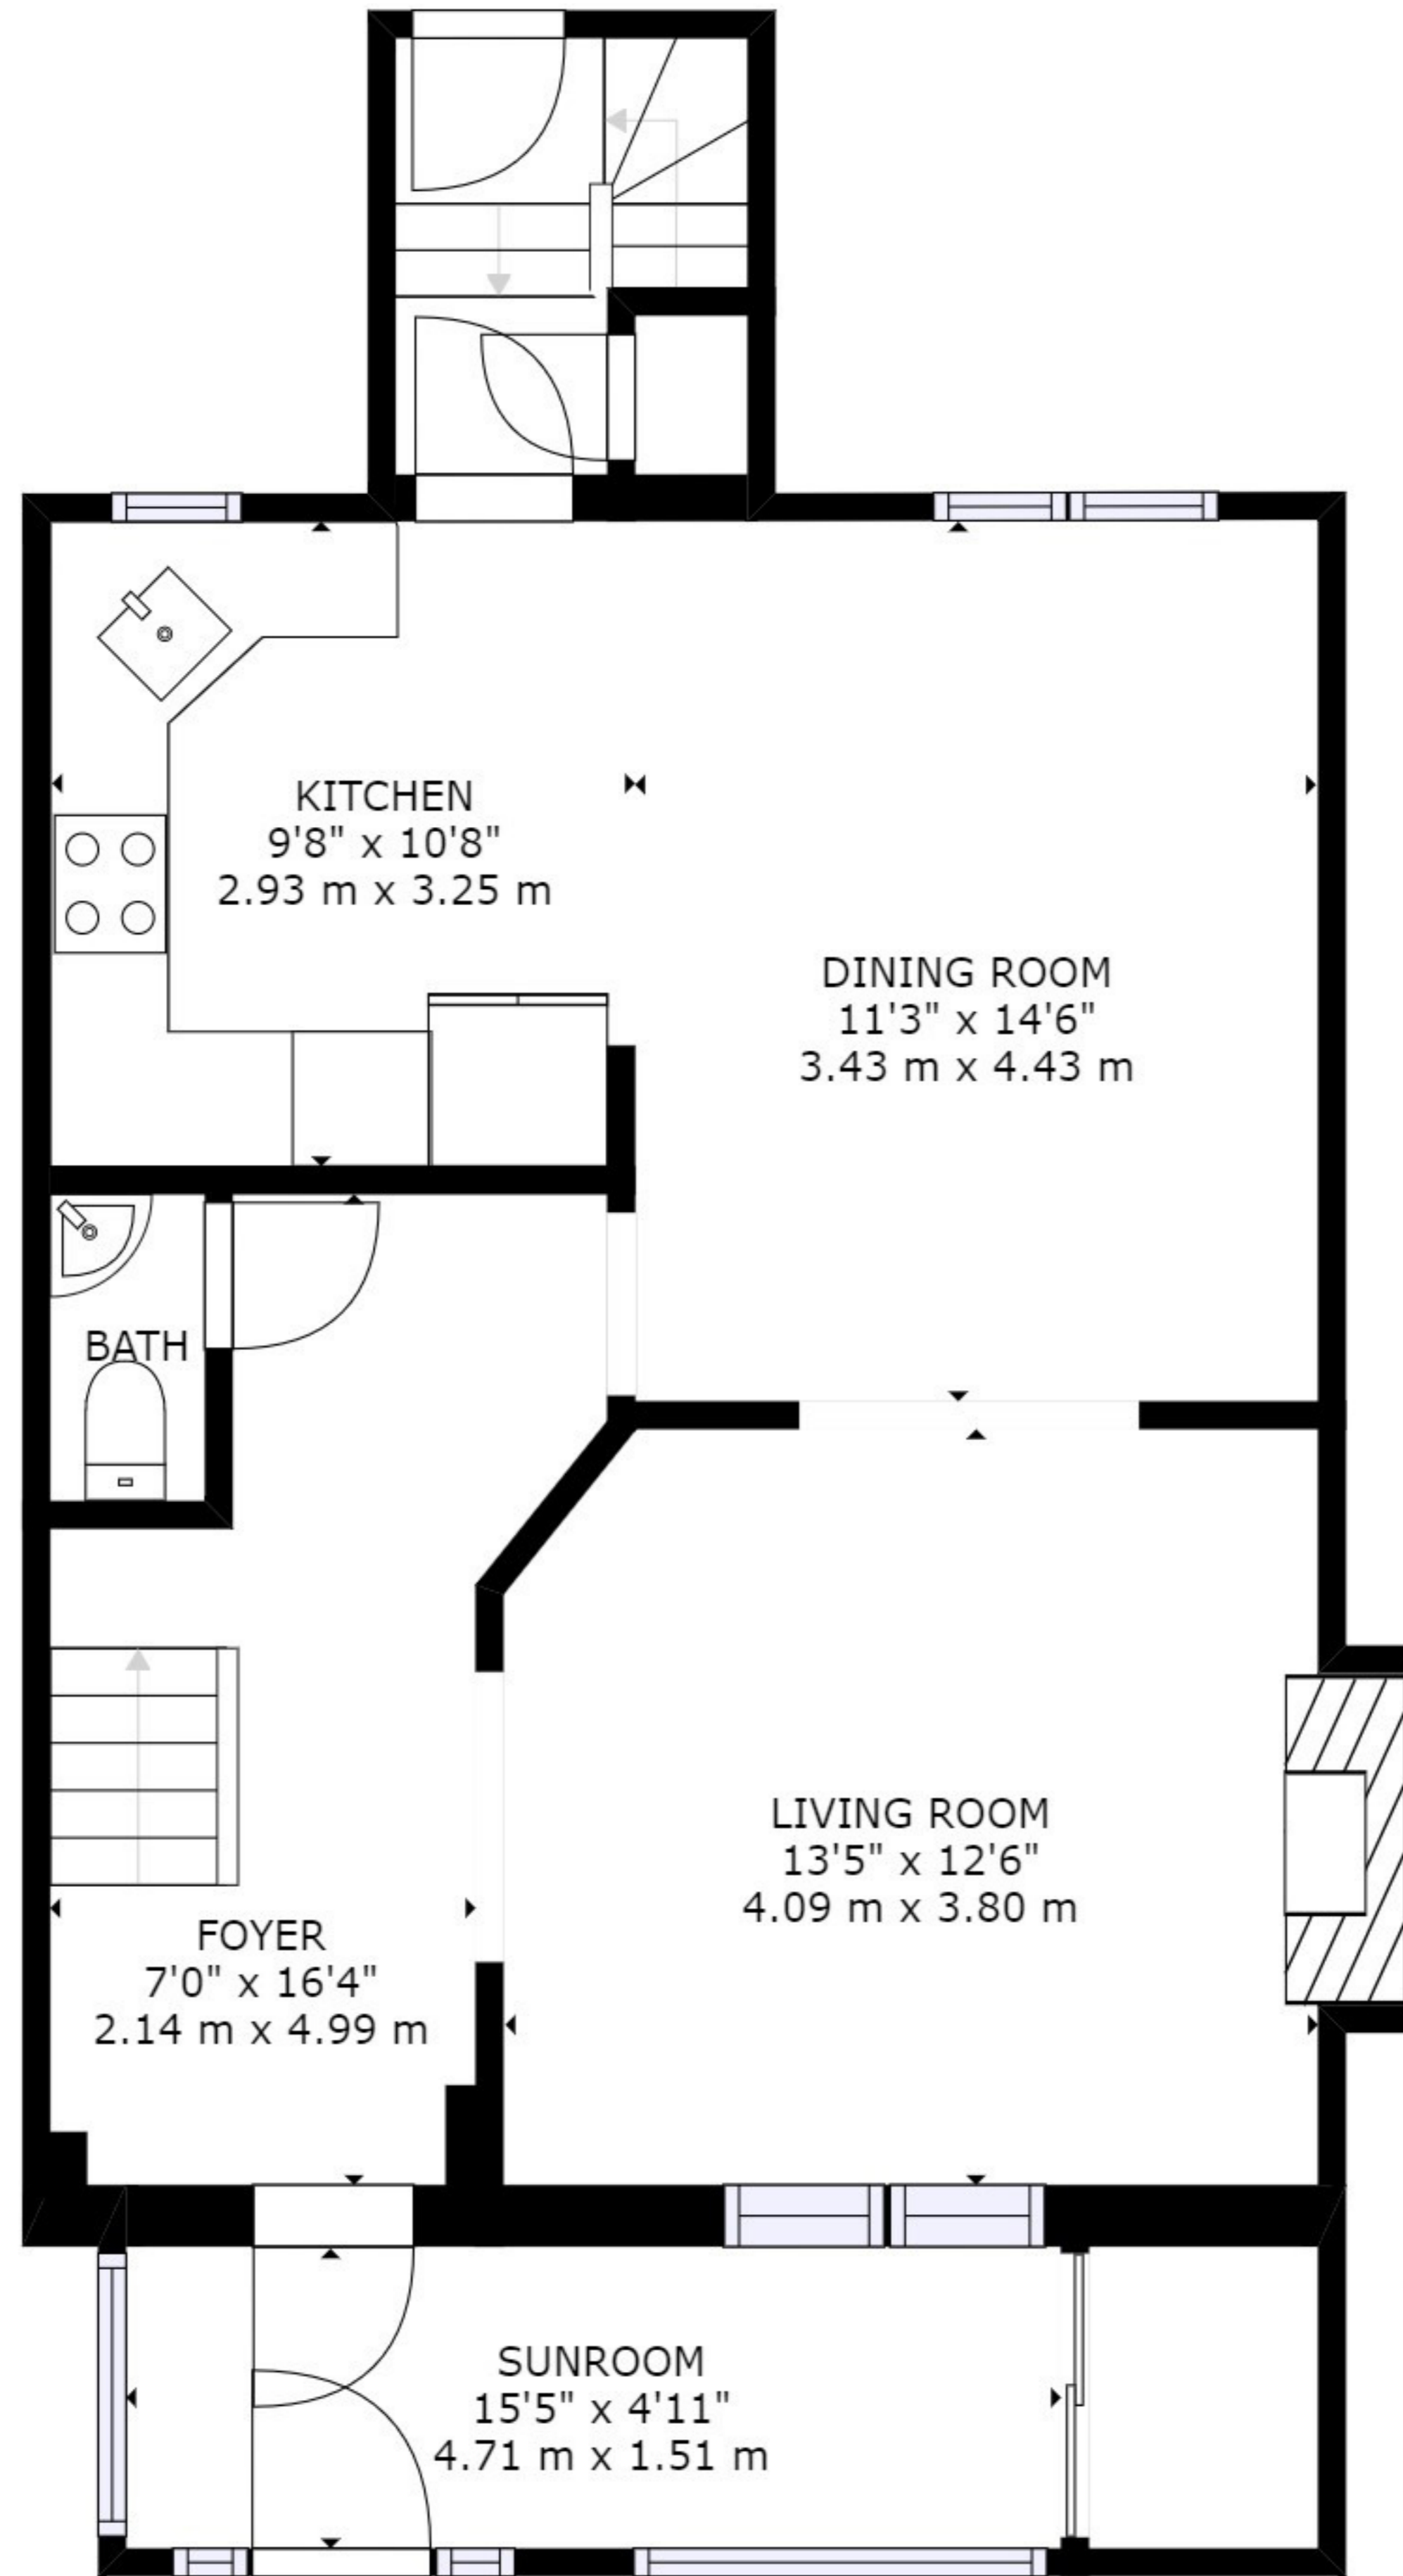 KITCHEN
9'8" x 10'8"
2.93 m x 3.25 m
DINING ROOM
11'3" x 14'6"
3.43 m x 4.43 m
BATH
LIVING ROOM
13'5" x 12'6"
4.09 m x 3.80 m
FOYER
7'0" x 16'4"
2.14 m x 4.99 m
SUNROOM
15'5" x 4'11"
4.71 m x 1.51 m